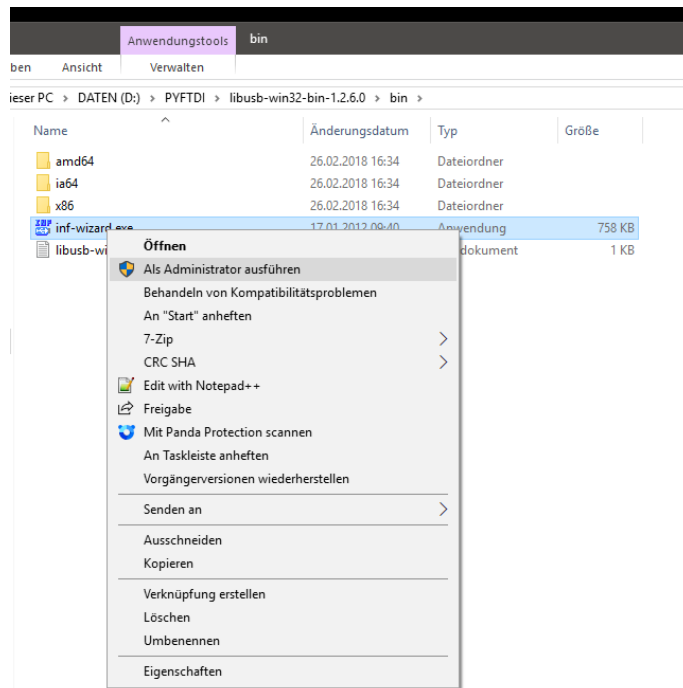 Anwendungstools bin
ben Ansicht Verwalten
ieser PC > DATEN (D:) > PYFTDI > libusb-win32-bin-1.2.6.0 > bin >
Name Änderungsdatum Typ Größe
amd64 26.02.2018 16:34 Dateiordner
ia64 26.02.2018 16:34 Dateiordner
x86 26.02.2018 16:34 Dateiordner
inf-wizard.exe 17.01.2012 09:40 Anwendung 758 KB
libusb-wi dokument 1 KB
Öffnen
Als Administrator ausführen
Behandeln von Kompatibilitätsproblemen
An "Start" anheften
7-Zip
CRC SHA
Edit with Notepad++
Freigabe
Mit Panda Protection scannen
An Taskleiste anheften
Vorgängerversionen wiederherstellen
Senden an
Ausschneiden
Kopieren
Verknüpfung erstellen
Löschen
Umbenennen
Eigenschaften